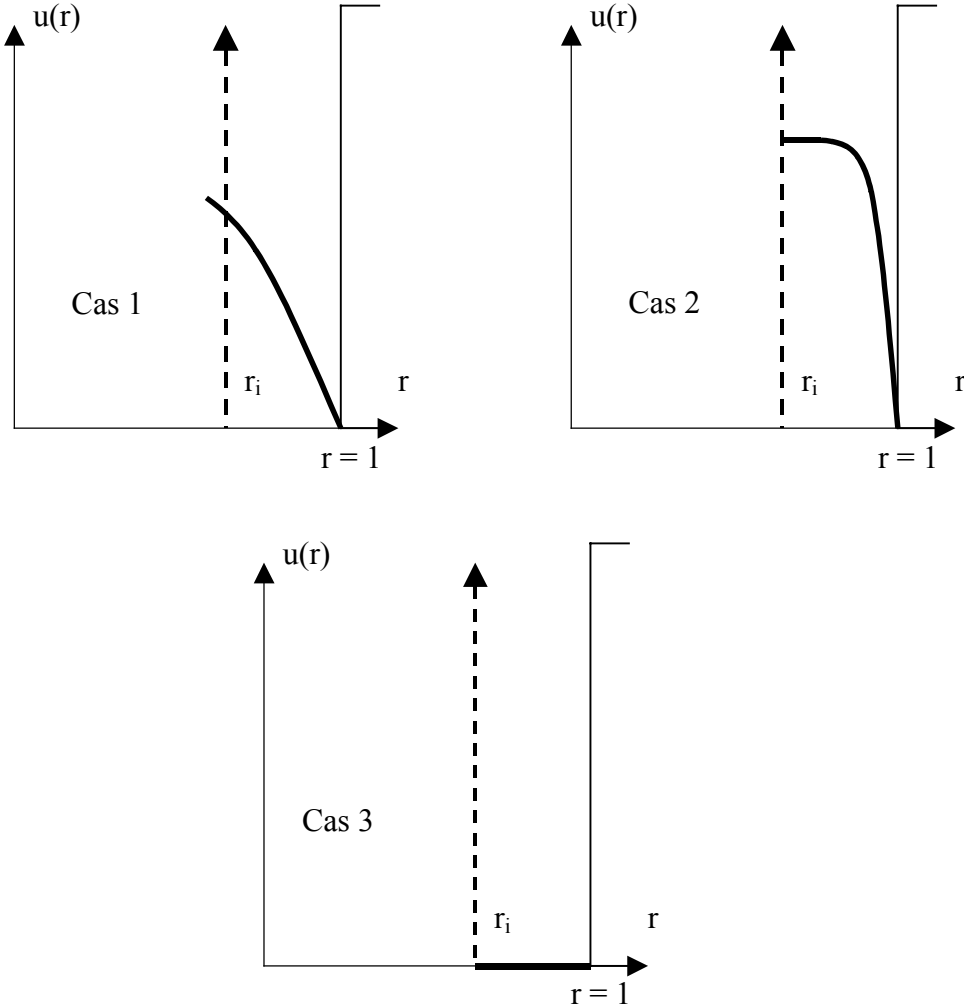 u(r)
Cas 1
r_i
r
r = 1
u(r)
Cas 2
r_i
r
r = 1
u(r)
Cas 3
r_i
r
r = 1